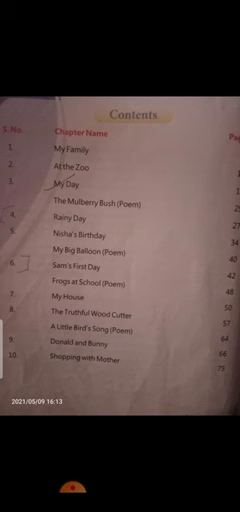 Contents
S. No. Chapter Name
1. My Family
2. At the Zoo
3. My Day
The Mulberry Bush (Poem)
4. Rainy Day 27
5. Nisha's Birthday 34
My Big Balloon (Poem) 40
6. Sam's First Day 42
Frogs at School (Poem) 48
7. My House 50
8. The Truthful Wood Cutter 57
A Little Bird's Song (Poem) 64
9. Donald and Bunny 66
10. Shopping with Mother 75
2021/05/09 16:13